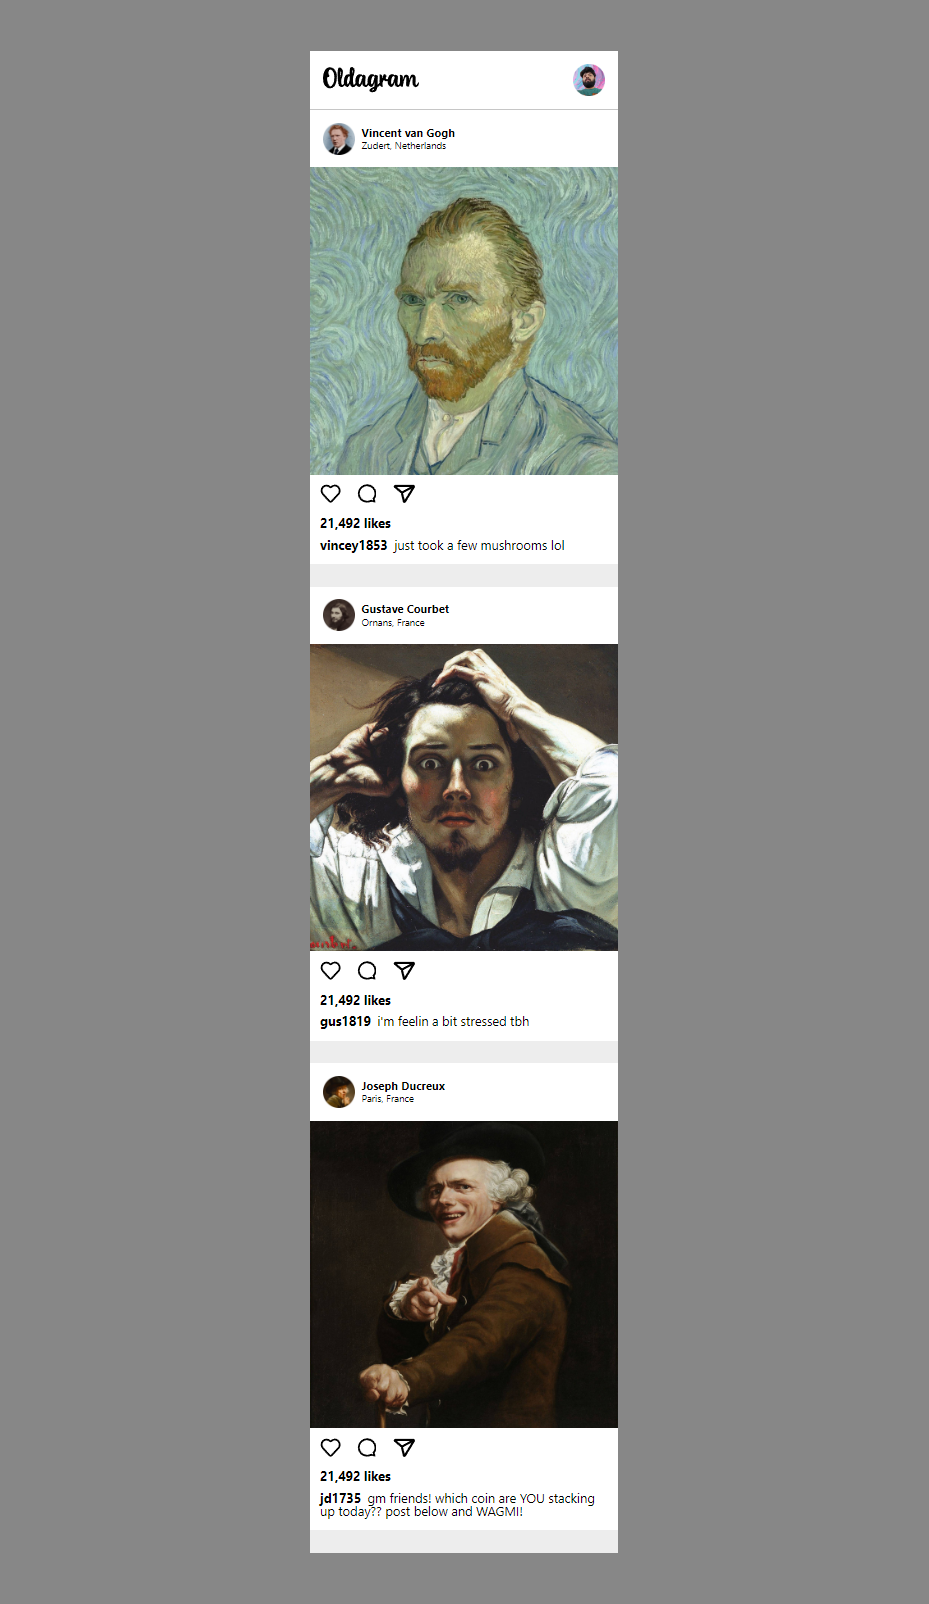 Oldagram
Vincent van Gogh
Zudert, Netherlands
21,492 likes
vincey1853 just took a few mushrooms lol
Gustave Courbet
Ornans, France
21,492 likes
gus1819 i'm feelin a bit stressed tbh
Joseph Ducreux
Paris, France
21,492 likes
jd1735 gm friends! which coin are YOU stacking
up today?? post below and WAGMI!